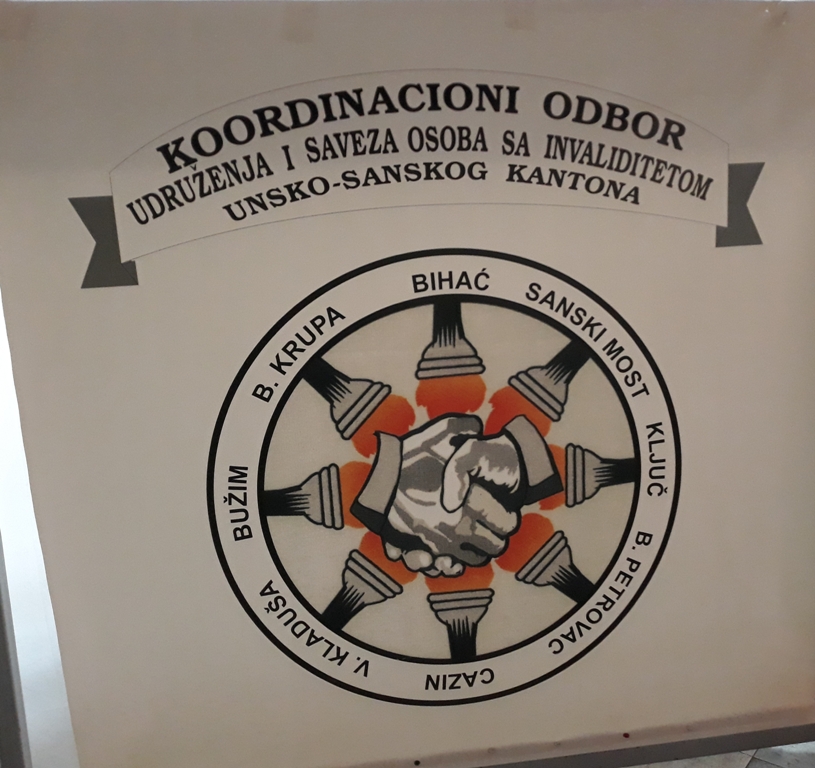 KOORDINACIONI ODBOR
UDRUŽENJA I SAVEZA OSOBA SA INVALIDITETOM
UNSKO-SANSKOG KANTONA
BIHAĆ
SANSKI MOST
KLJUČ
B. PETROVAC
CAZIN
V. KLADUŠA
BUŽIM
B. KRUPA